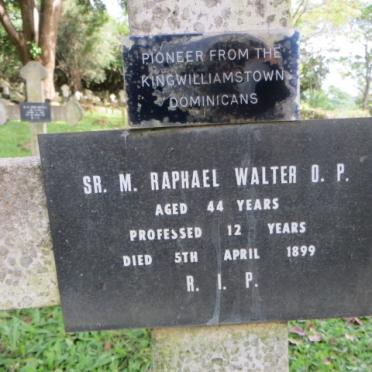 PIONEER FROM THE
KINGWILLIAMSTOWN
DOMINICANS
SR. M. RAPHAEL WALTER O. P.
AGED 44 YEARS
PROFESSED 12 YEARS
DIED 5TH APRIL 1899
R. I. P.